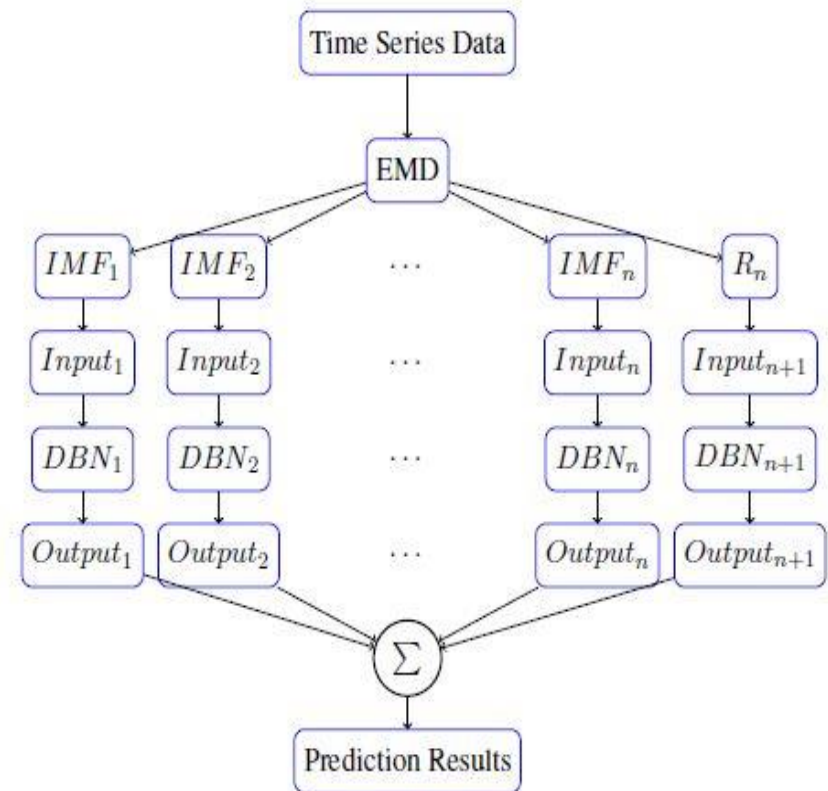 Time Series Data
EMD
IMF₁ IMF₂ ... IMFₙ Rₙ
Input₁ Input₂ ... Inputₙ Inputₙ₊₁
DBN₁ DBN₂ ... DBNₙ DBNₙ₊₁
Output₁ Output₂ ... Outputₙ Outputₙ₊₁
∑
Prediction Results